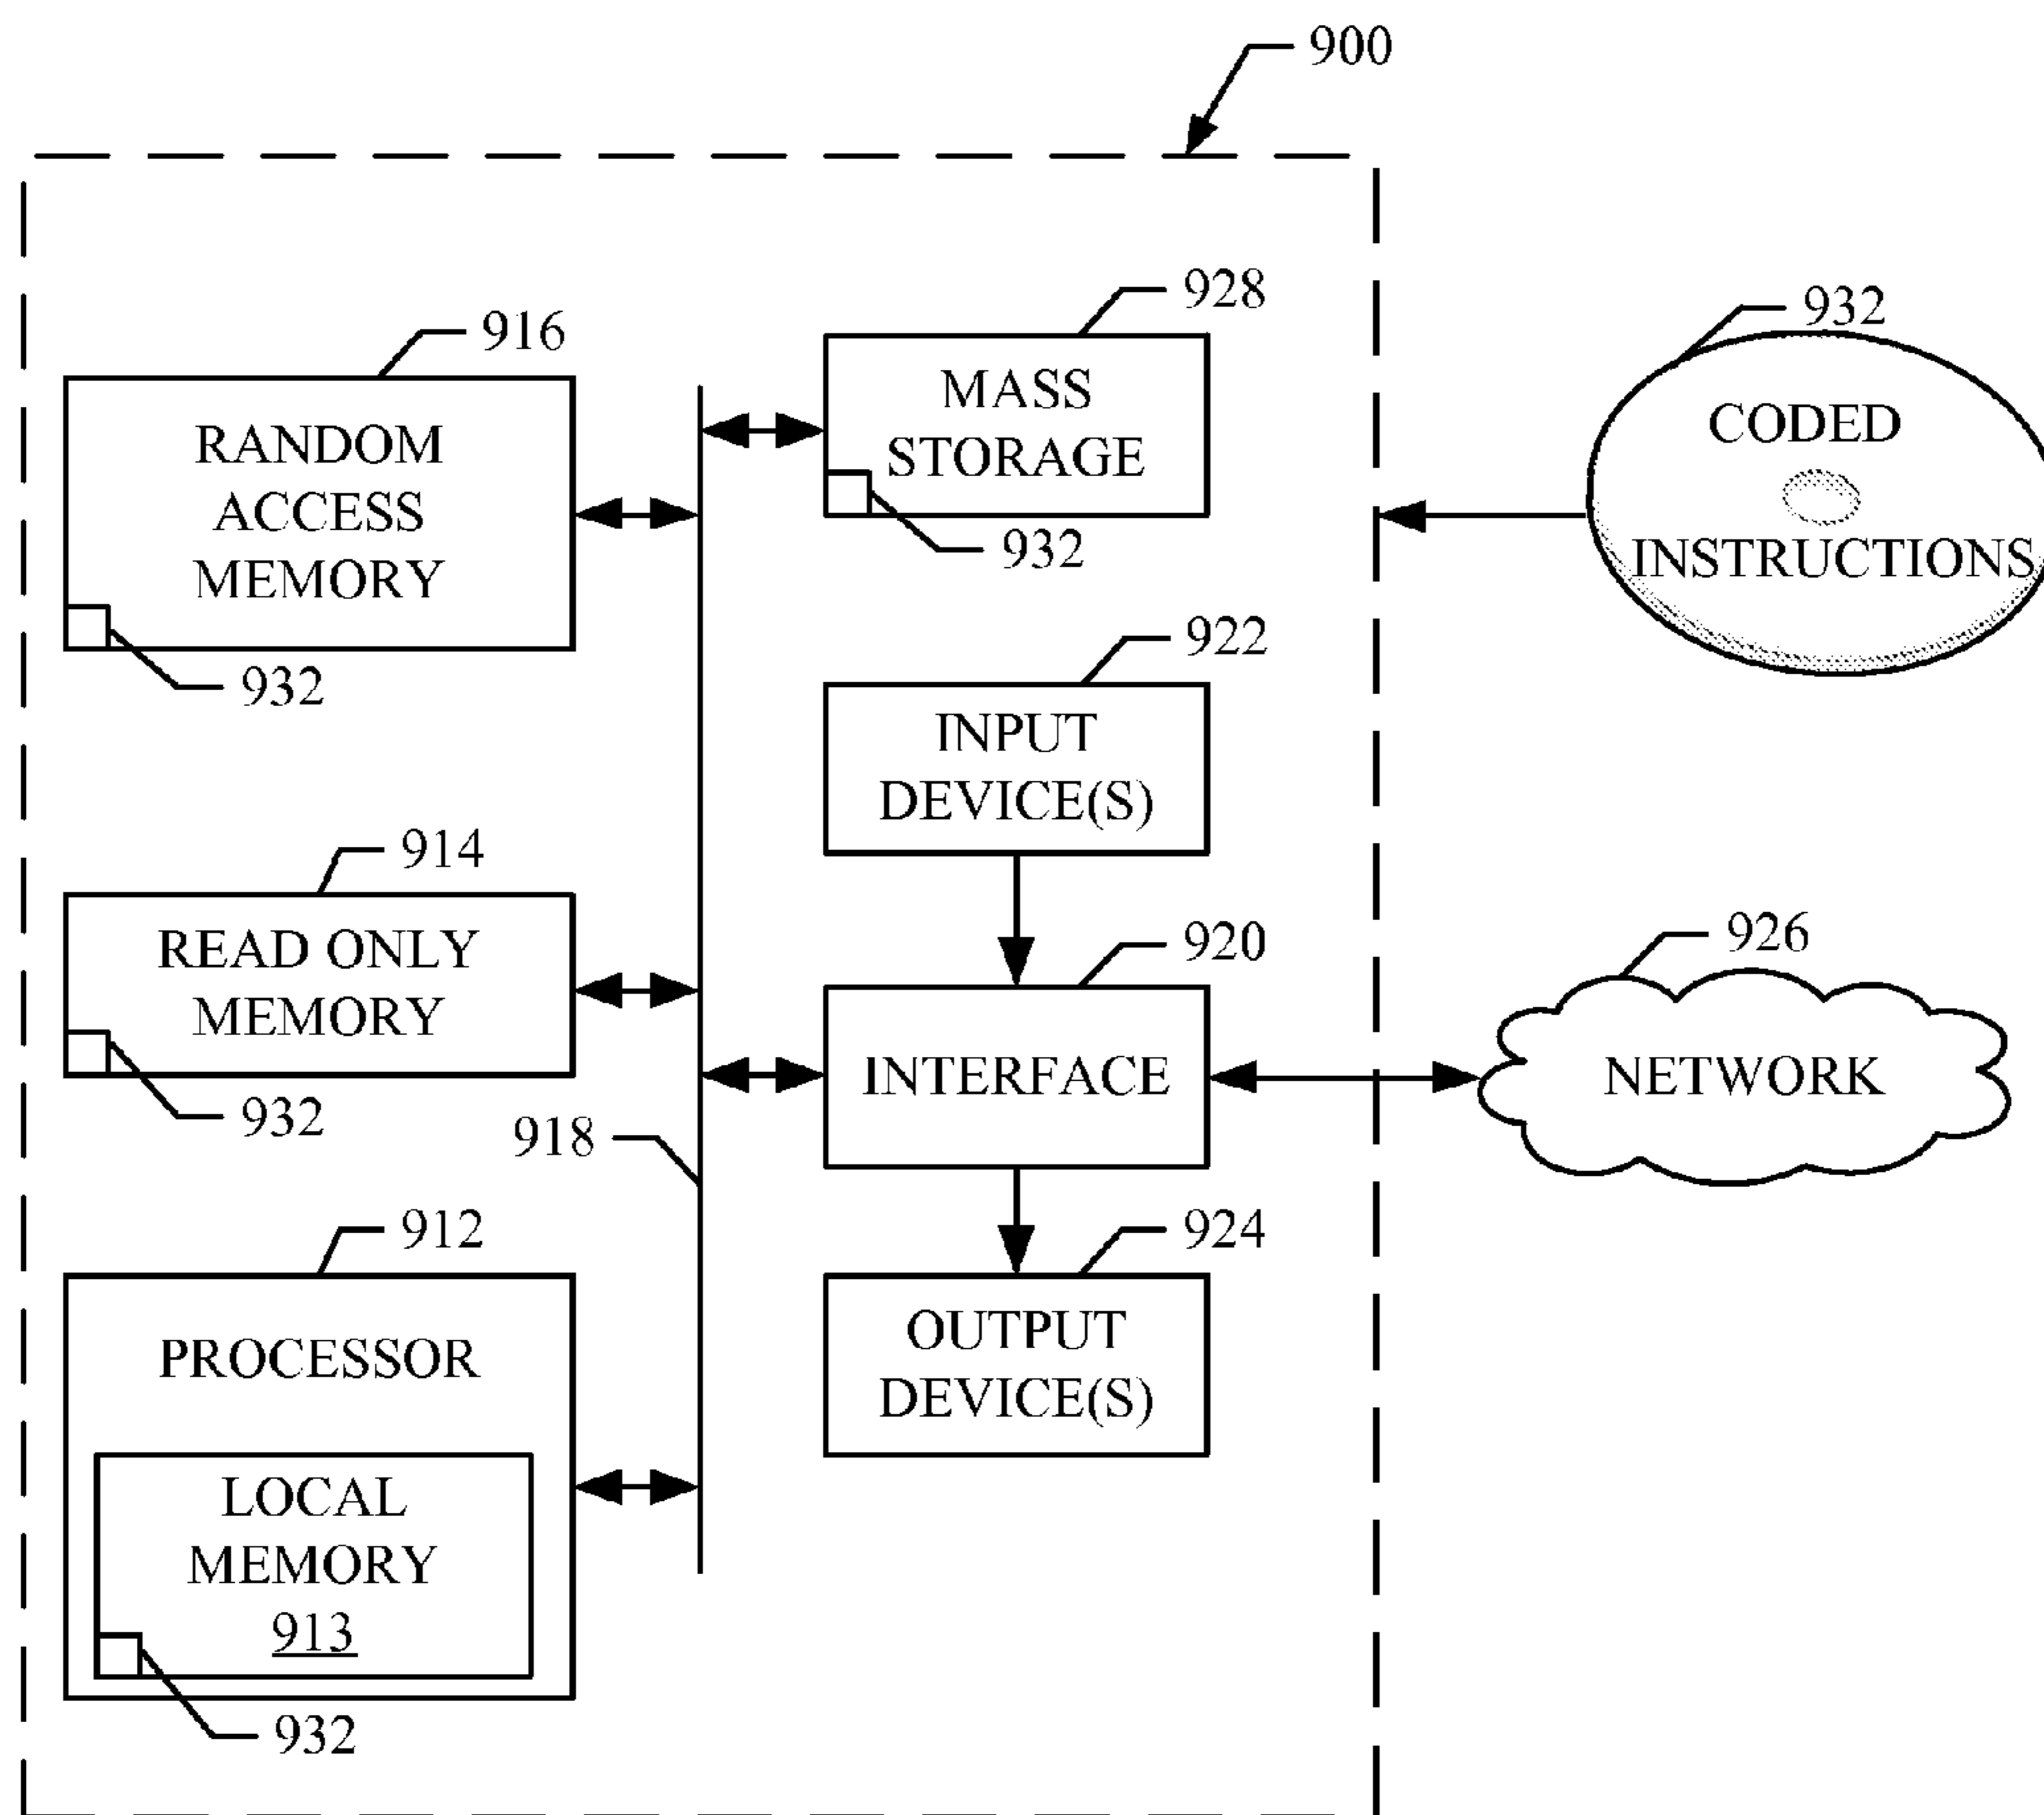 900
928
932
916
MASS
STORAGE
CODED
INSTRUCTIONS
RANDOM
ACCESS
MEMORY
932
922
932
INPUT
DEVICE(S)
914
926
920
READ ONLY
MEMORY
INTERFACE
NETWORK
932
918
912
924
PROCESSOR
OUTPUT
DEVICE(S)
LOCAL
MEMORY
913
932